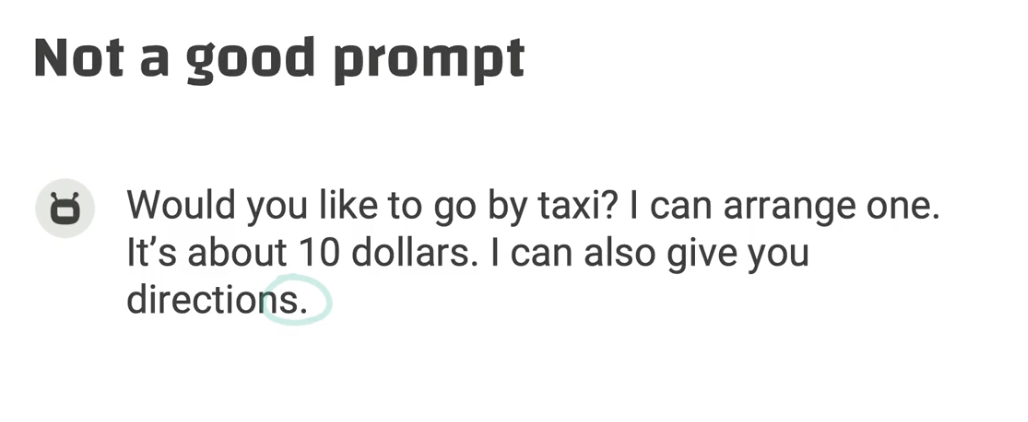 Not a good prompt
Would you like to go by taxi? I can arrange one.
It’s about 10 dollars. I can also give you
directions.